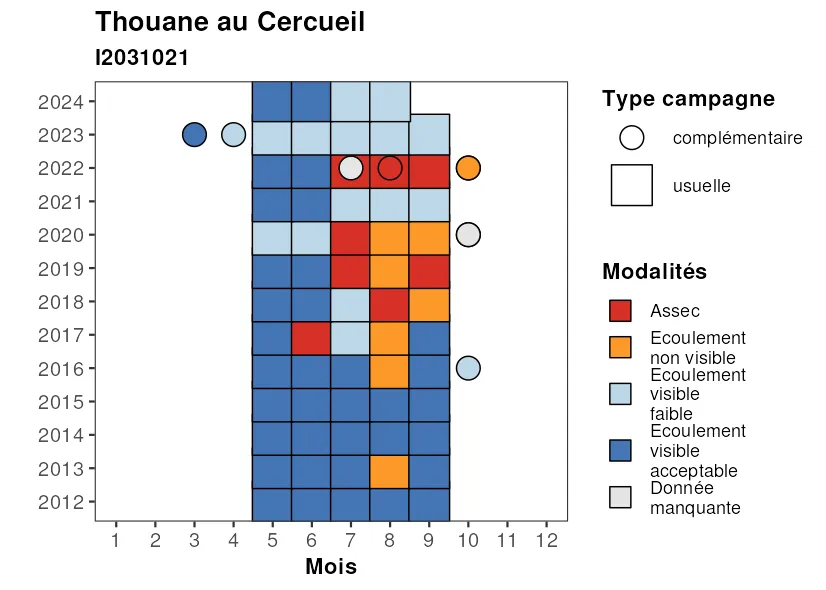 Thouane au Cercueil
I2031021
2024
2023
2022
2021
2020
2019
2018
2017
2016
2015
2014
2013
2012
1 2 3 4 5 6 7 8 9 10 11 12
Mois
Type campagne
complémentaire
usuelle
Modalités
Assec
Ecoulement
non visible
Ecoulement
visible
faible
Ecoulement
visible
acceptable
Donnée
manquante